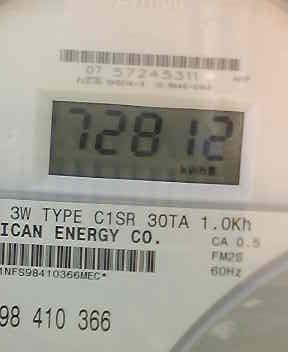 07 57245311
72812
3W TYPE C1SR 30TA 1.0Kh
ICAN ENERGY CO.
CA 0.5
FM2S
60Hz
1NFS98410366MEC*
98 410 366